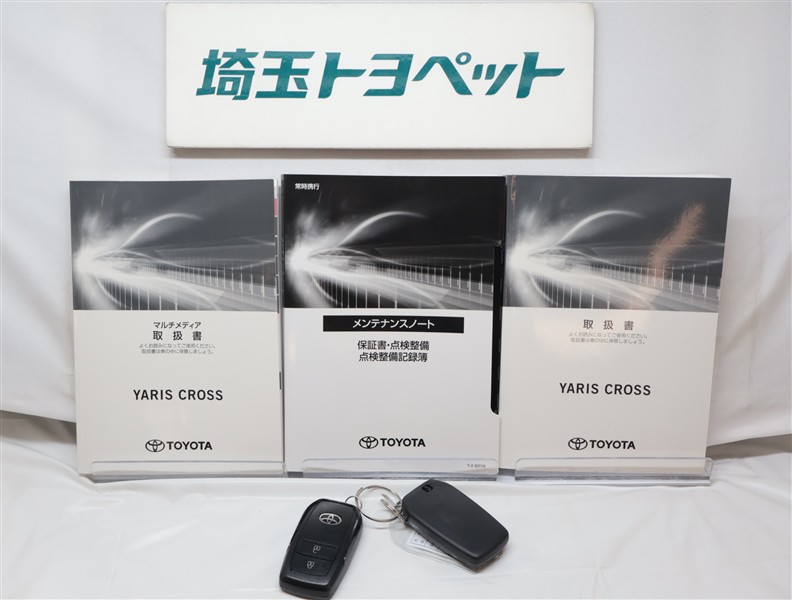 埼玉トヨペット
マルチメディア
取扱書
よくお読みになってご使用ください。
取扱書は車の中に保管しましょう。
YARIS CROSS
TOYOTA
常時携行
メンテナンスノート
保証書・点検整備
点検整備記録簿
TOYOTA
取扱書
よくお読みになってご使用ください。
取扱書は車の中に保管しましょう。
YARIS CROSS
TOYOTA